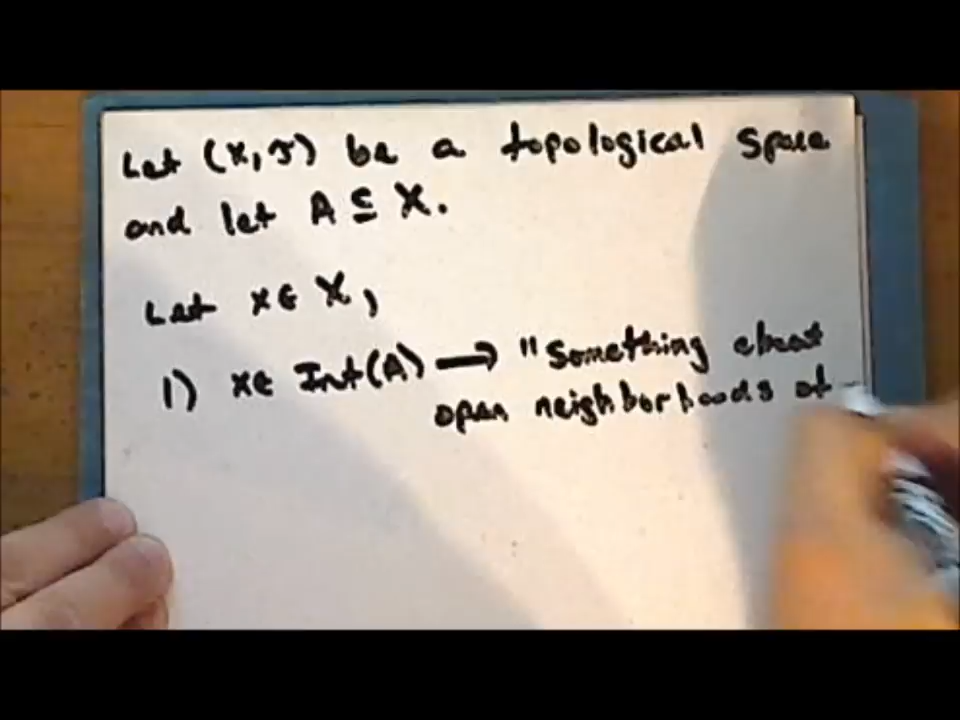 Let (X, τ) be a topological space
and let A ⊆ X.
Let x ∈ X,
1) x ∈ Int(A) → "Something about
open neighborhoods of